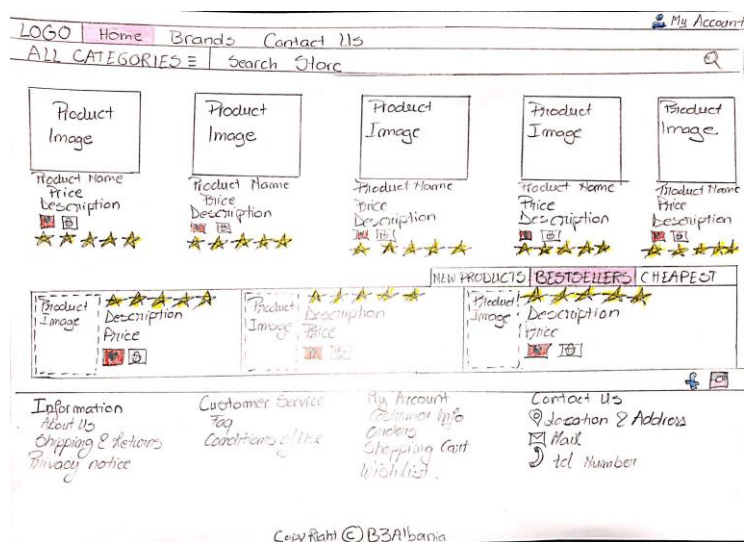 My Account
LOGO Home Brands Contact Us
ALL CATEGORIES Search Store
Product Image Product Image Product Image Product Image Product Image
Product Name Product Name Product Name Product Name Product Name
Price Price Price Price Price
Description Description Description Description Description
NEW PRODUCTS BESTSELLERS CHEAPEST
Product Image Description Price Product Image Description Price Product Image Description Price
Information Customer Service My Account Contact Us
About Us Faq Customer Info Location & Address
Shipping & Returns Conditions of Use Orders Mail
Privacy notice Shopping Cart tel Number
Wishlist.
CopyRight © B3Albania